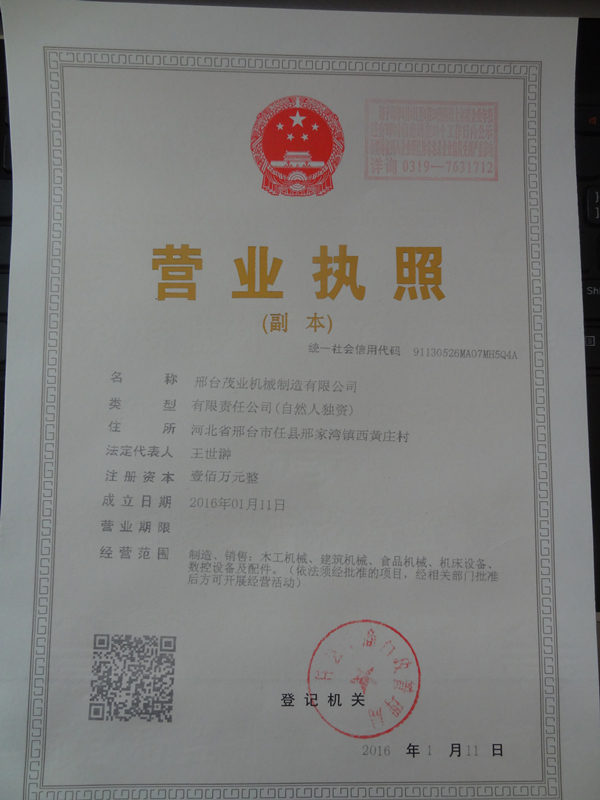 详询 0319—7631712
营业执照
(副本)
统一社会信用代码 91130526MA07MH5Q4A
名称 邢台茂业机械制造有限公司
类型 有限责任公司(自然人独资)
住所 河北省邢台市任县邢家湾镇西黄庄村
法定代表人 王世翀
注册资本 壹佰万元整
成立日期 2016年01月11日
营业期限
经营范围 制造、销售:木工机械、建筑机械、食品机械、机床设备、
数控设备及配件。(依法须经批准的项目,经相关部门批准
后方可开展经营活动)
登记机关
2016 年 1 月 11 日